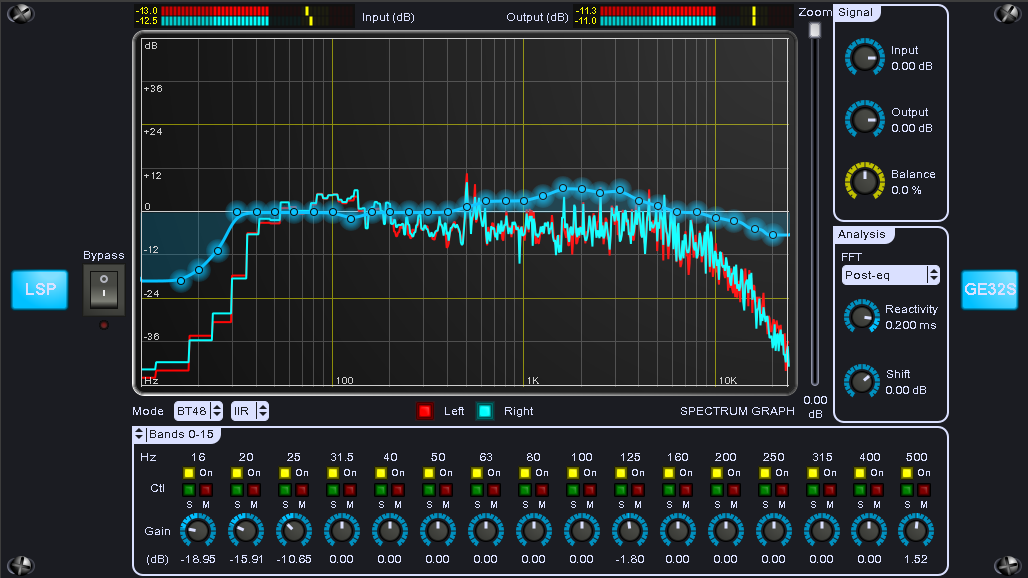 -13.0
-12.5
Input (dB)
Output (dB)
-11.3
-11.0
Zoom
Signal
dB
+36
+24
+12
0
-12
-24
-36
Hz
100
1K
10K
Input
0.00 dB
Output
0.00 dB
Balance
0.0 %
Analysis
FFT
Post-eq
Reactivity
0.200 ms
Shift
0.00 dB
Bypass
LSP
GE32S
0.00
dB
Mode
BT48
IIR
Left
Right
SPECTRUM GRAPH
Bands 0-15
Hz 16 20 25 31.5 40 50 63 80 100 125 160 200 250 315 400 500
On On On On On On On On On On On On On On On On
Ctl
S M S M S M S M S M S M S M S M S M S M S M S M S M S M S M S M
Gain
(dB) -18.95 -15.91 -10.65 0.00 0.00 0.00 0.00 0.00 0.00 -1.80 0.00 0.00 0.00 0.00 0.00 1.52